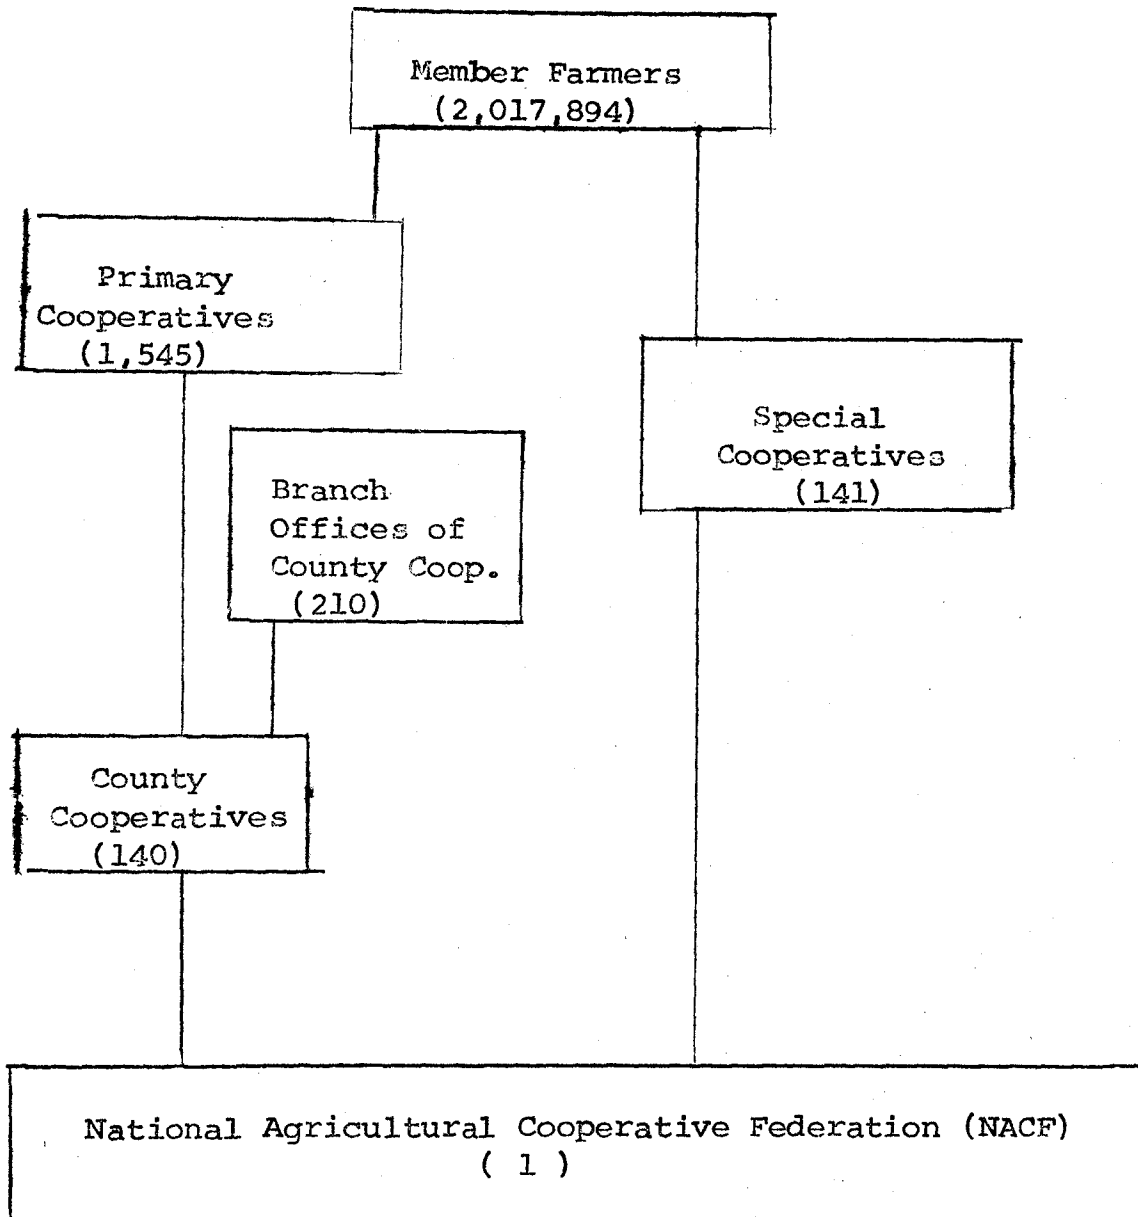 Member Farmers
(2,017,894)
Primary
Cooperatives
(1,545)
Special
Cooperatives
(141)
Branch
Offices of
County Coop.
(210)
County
Cooperatives
(140)
National Agricultural Cooperative Federation (NACF)
( 1 )